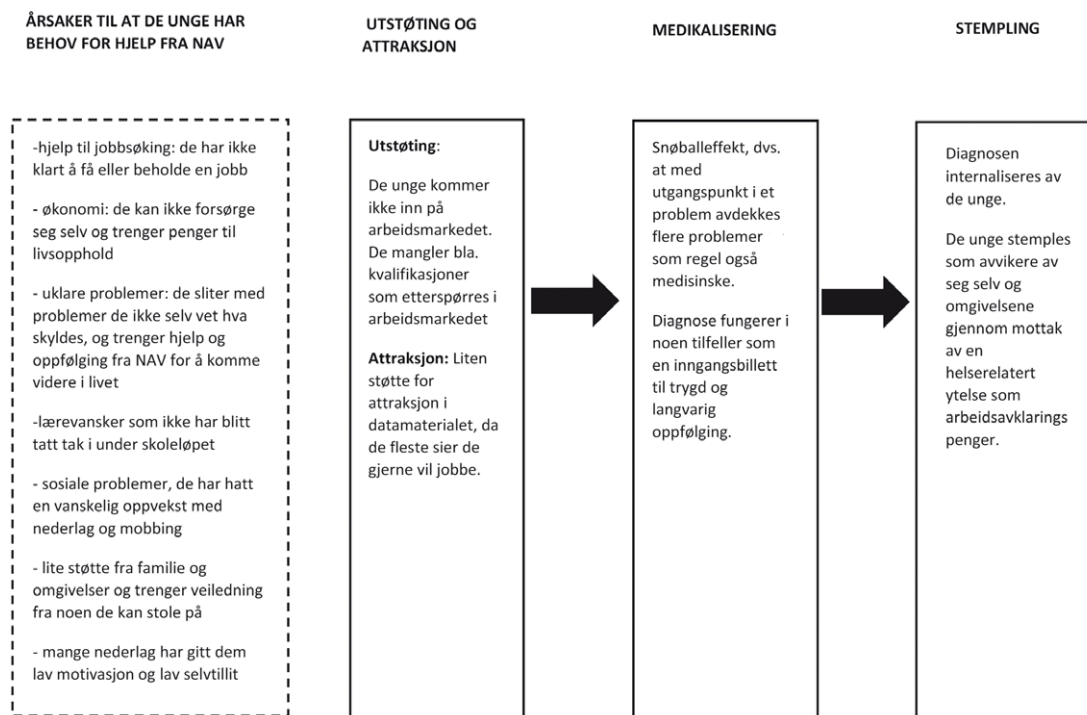 ÅRSAKER TIL AT DE UNGE HAR
BEHOV FOR HJELP FRA NAV
UTSTØTING OG
ATTRAKSJON
MEDIKALISERING
STEMPLING
-hjelp til jobbsøking: de har ikke
klart å få eller beholde en jobb
- økonomi: de kan ikke forsørge
seg selv og trenger penger til
livsopphold
- uklare problemer: de sliter med
problemer de ikke selv vet hva
skyldes, og trenger hjelp og
oppfølging fra NAV for å komme
videre i livet
-lærevansker som ikke har blitt
tatt tak i under skoleløpet
- sosiale problemer, de har hatt
en vanskelig oppvekst med
nederlag og mobbing
- lite støtte fra familie og
omgivelser og trenger veiledning
fra noen de kan stole på
- mange nederlag har gitt dem
lav motivasjon og lav selvtillit
Utstøting:
De unge kommer
ikke inn på
arbeidsmarkedet.
De mangler bla.
kvalifikasjoner
som etterspørres i
arbeidsmarkedet
Attraksjon: Liten
støtte for
attraksjon i
datamaterialet, da
de fleste sier de
gjerne vil jobbe.
Snøballeffekt, dvs.
at med
utgangspunkt i et
problem avdekkes
flere problemer
som regel også
medisinske.
Diagnose fungerer i
noen tilfeller som
en inngangsbillett
til trygd og
langvarig
oppfølging.
Diagnosen
internaliseres av
de unge.
De unge stemples
som avvikere av
seg selv og
omgivelsene
gjennom mottak
av en
helserelatert
ytelse som
arbeidsavklarings
penger.